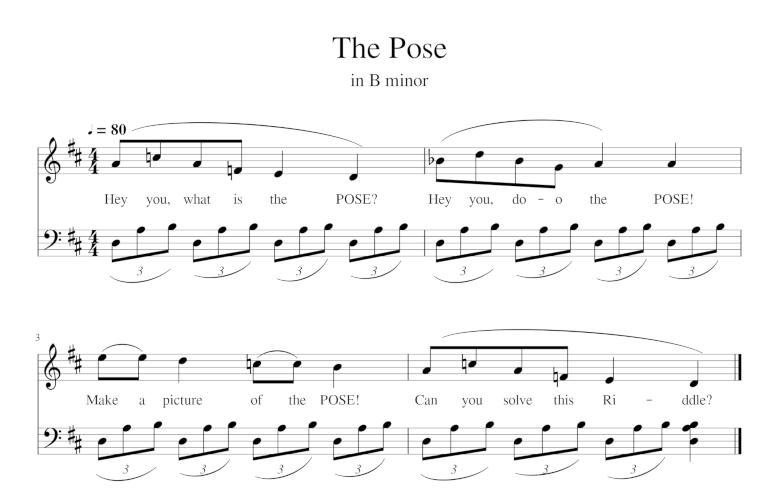 The Pose
in B minor
♩ = 80
Hey you, what is the POSE? Hey you, do - o the POSE!
3 3 3 3 3 3 3 3
3
Make a picture of the POSE! Can you solve this Ri - ddle?
3 3 3 3 3 3 3